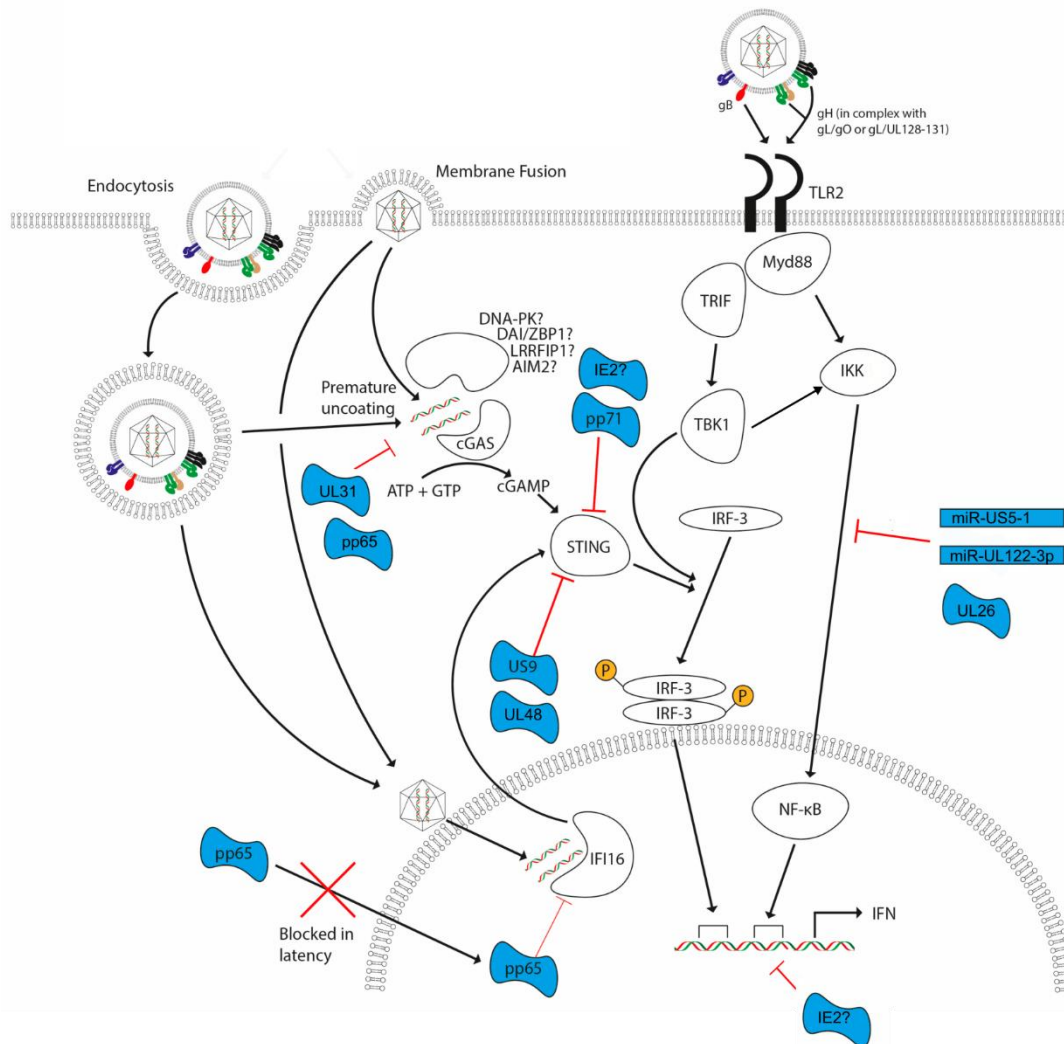 gB
gH (in complex with
gL/gO or gL/UL128-131)
Endocytosis
Membrane Fusion
TLR2
Myd88
TRIF
DNA-PK?
DAI/ZBP1?
LRRFIP1?
AIM2?
IE2?
IKK
Premature
uncoating
pp71
TBK1
cGAS
UL31
ATP + GTP
cGAMP
pp65
IRF-3
miR-US5-1
STING
miR-UL122-3p
UL26
US9
P
IRF-3
P
UL48
IRF-3
NF-κB
pp65
IFI16
Blocked in
latency
IFN
pp65
IE2?